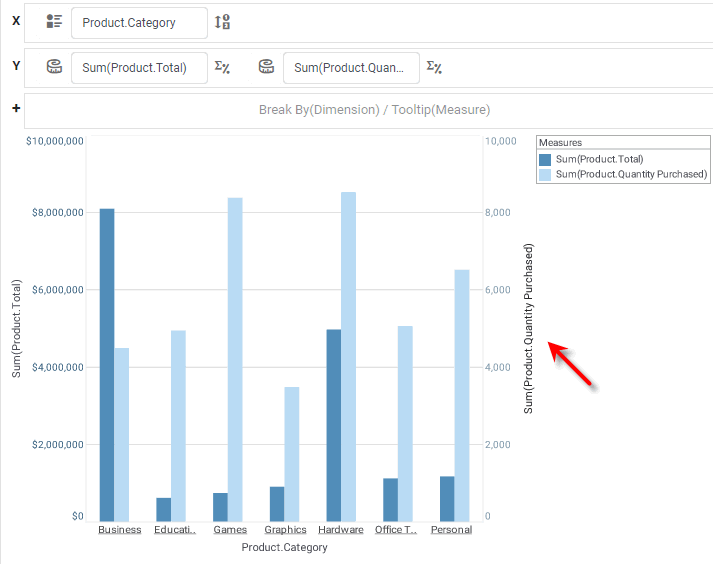 X Product.Category
Y Sum(Product.Total) Σ% Sum(Product.Quan... Σ%
+ Break By(Dimension) / Tooltip(Measure)
$10,000,000
$8,000,000
$6,000,000
$4,000,000
$2,000,000
$0
Sum(Product.Total)
Business Educati.. Games Graphics Hardware Office T.. Personal
Product.Category
10,000
8,000
6,000
4,000
2,000
0
Sum(Product.Quantity Purchased)
Measures
Sum(Product.Total)
Sum(Product.Quantity Purchased)